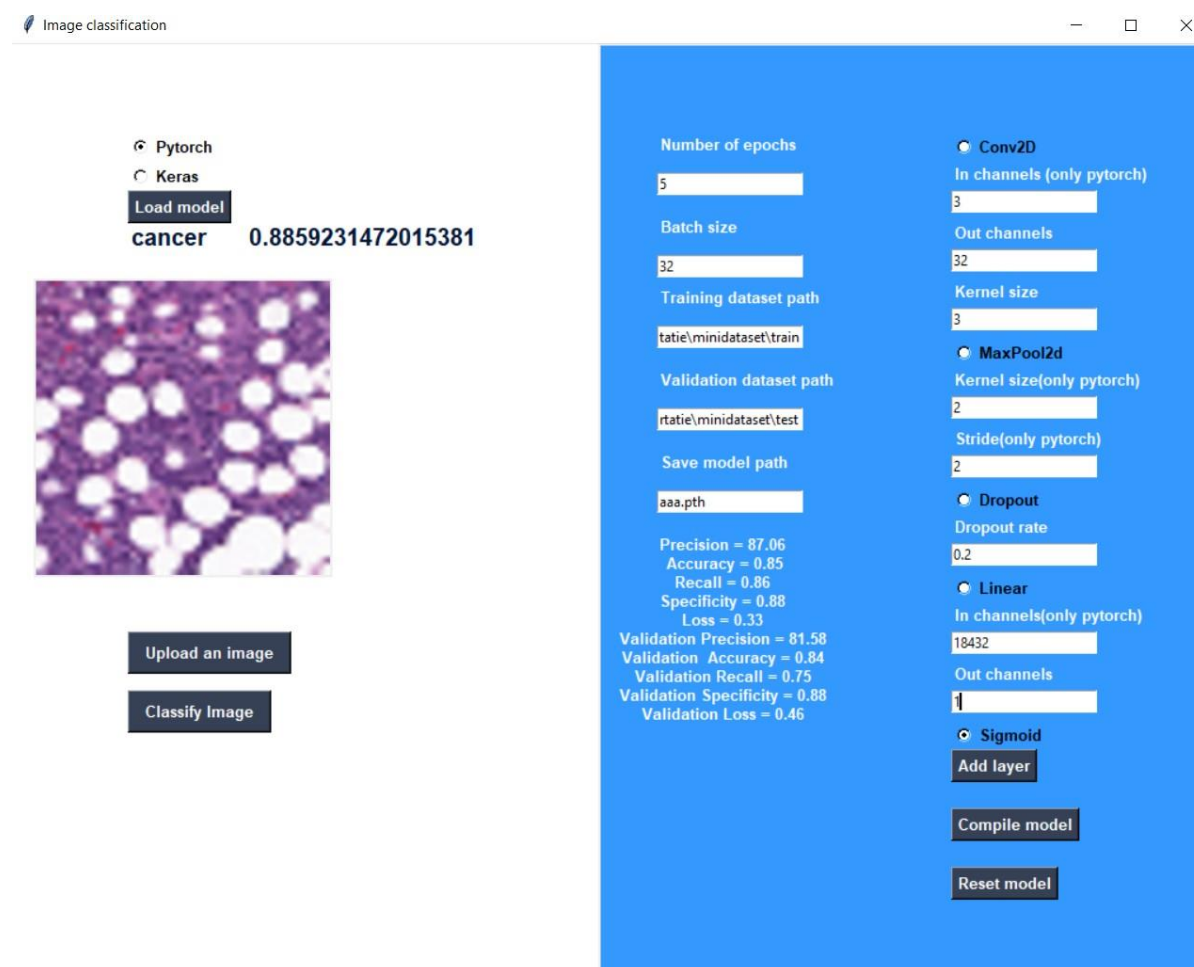 Image classification
Pytorch
Keras
Load model
cancer 0.8859231472015381
Upload an image
Classify Image
Number of epochs
5
Batch size
32
Training dataset path
tatie\minidataset\train
Validation dataset path
rtatie\minidataset\test
Save model path
aaa.pth
Precision = 87.06
Accuracy = 0.85
Recall = 0.86
Specificity = 0.88
Loss = 0.33
Validation Precision = 81.58
Validation Accuracy = 0.84
Validation Recall = 0.75
Validation Specificity = 0.88
Validation Loss = 0.46
Conv2D
In channels (only pytorch)
3
Out channels
32
Kernel size
3
MaxPool2d
Kernel size(only pytorch)
2
Stride(only pytorch)
2
Dropout
Dropout rate
0.2
Linear
In channels(only pytorch)
18432
Out channels
1
Sigmoid
Add layer
Compile model
Reset model